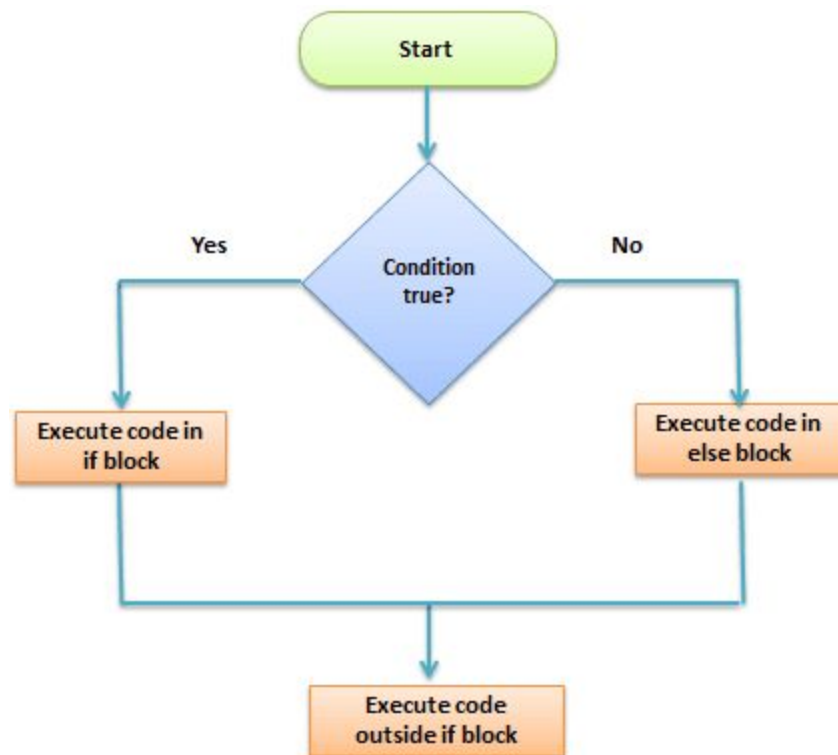 Start
Yes
No
Condition
true?
Execute code in
if block
Execute code in
else block
Execute code
outside if block